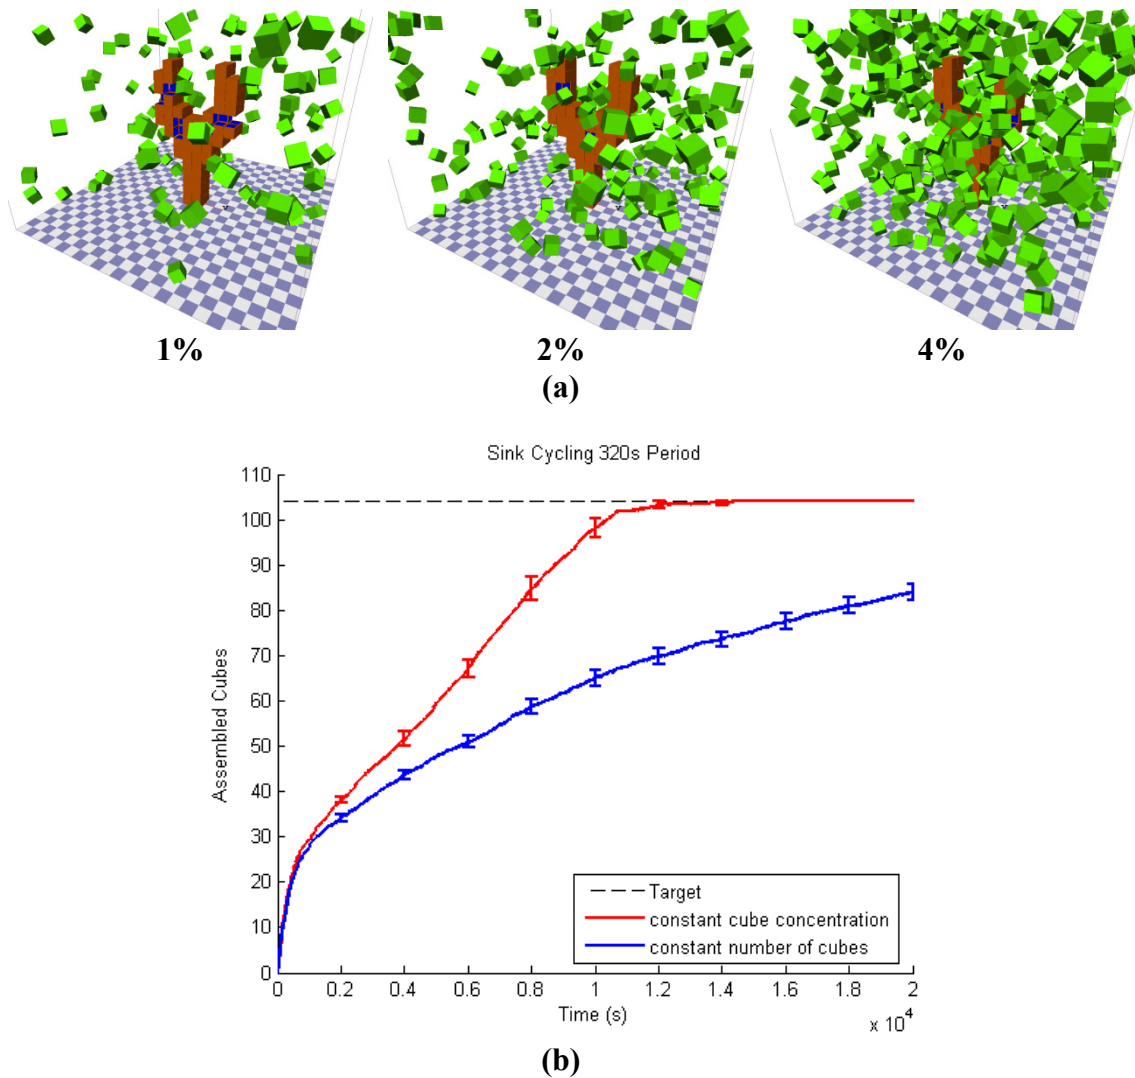 1% 2% 4%
(a)
Sink Cycling 320s Period
110
100
90
80
70
60
50
40
30
20
10
0
Assembled Cubes
Target
constant cube concentration
constant number of cubes
0 0.2 0.4 0.6 0.8 1 1.2 1.4 1.6 1.8 2
Time (s)
x 10⁴
(b)